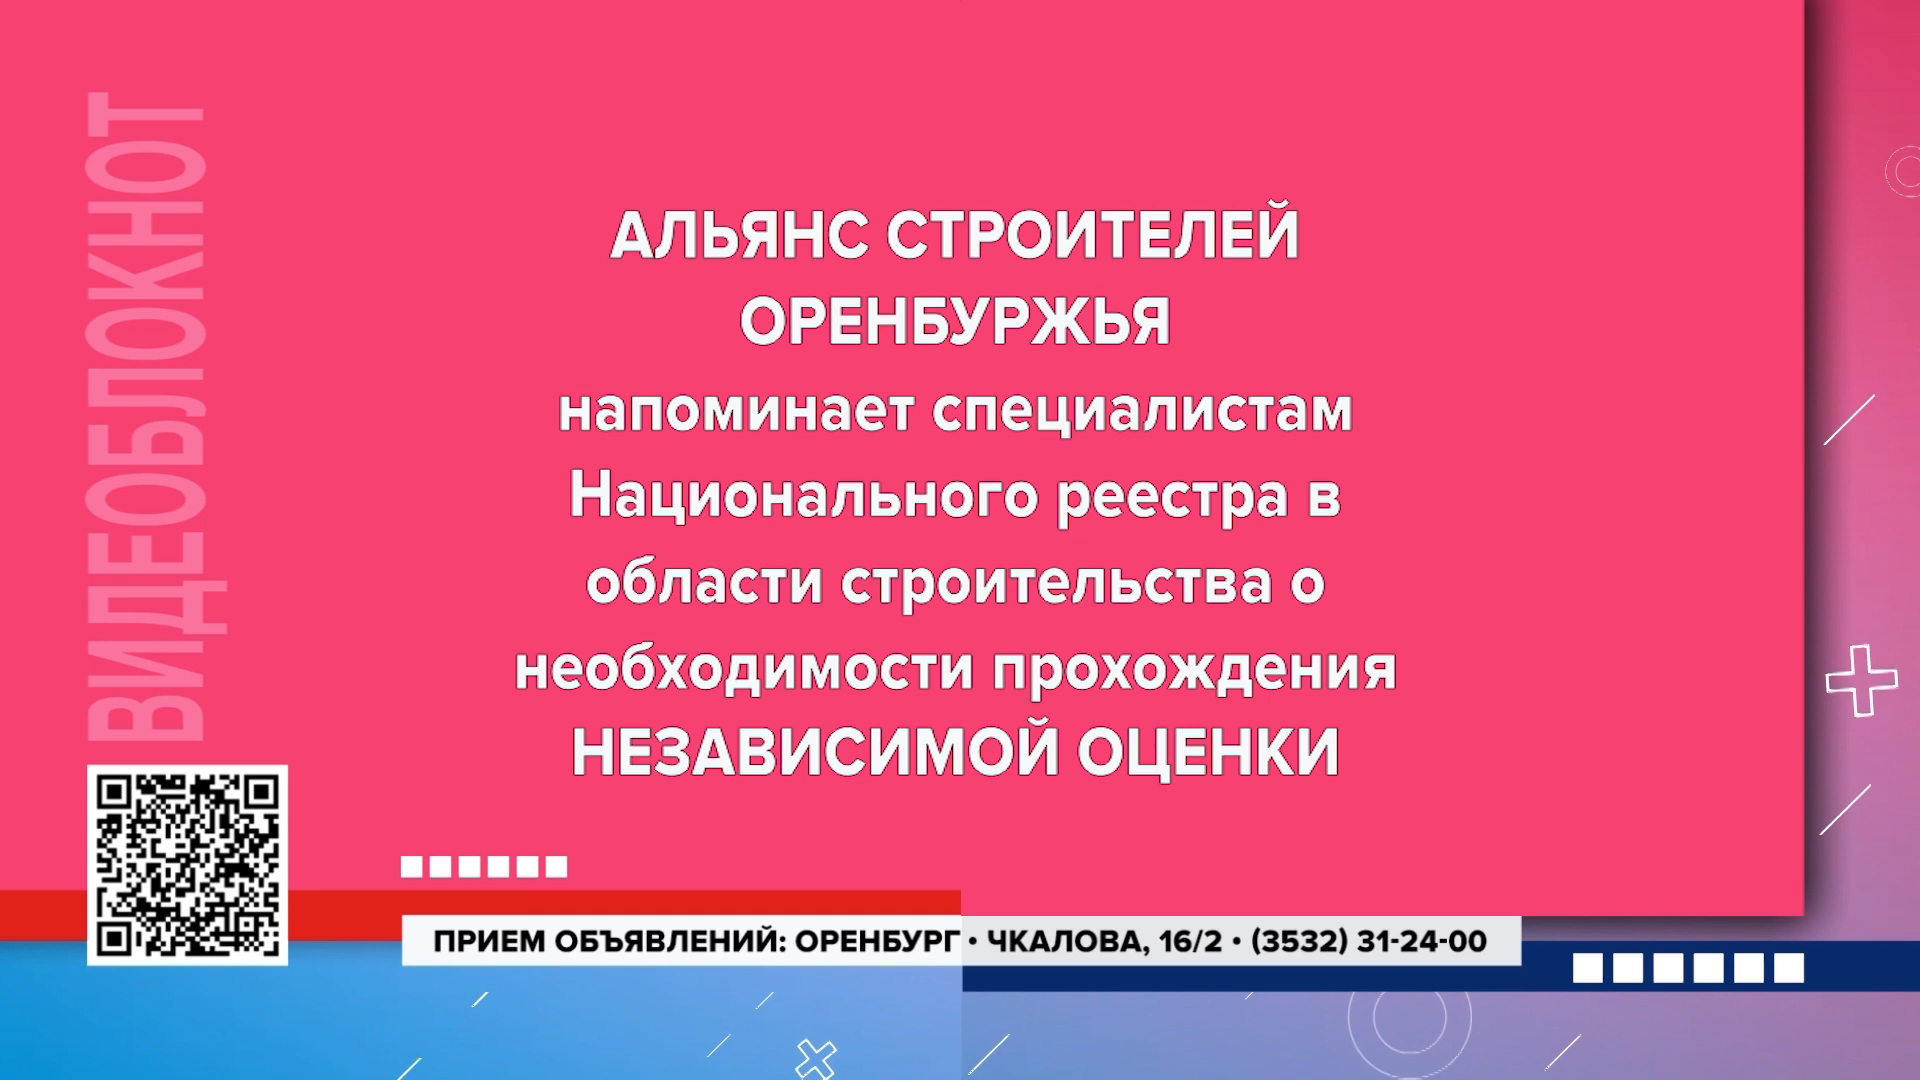 ВИДЕОБЛОКНОТ
АЛЬЯНС СТРОИТЕЛЕЙ
ОРЕНБУРЖЬЯ
напоминает специалистам
Национального реестра в
области строительства о
необходимости прохождения
НЕЗАВИСИМОЙ ОЦЕНКИ
ПРИЕМ ОБЪЯВЛЕНИЙ: ОРЕНБУРГ • ЧКАЛОВА, 16/2 • (3532) 31-24-00